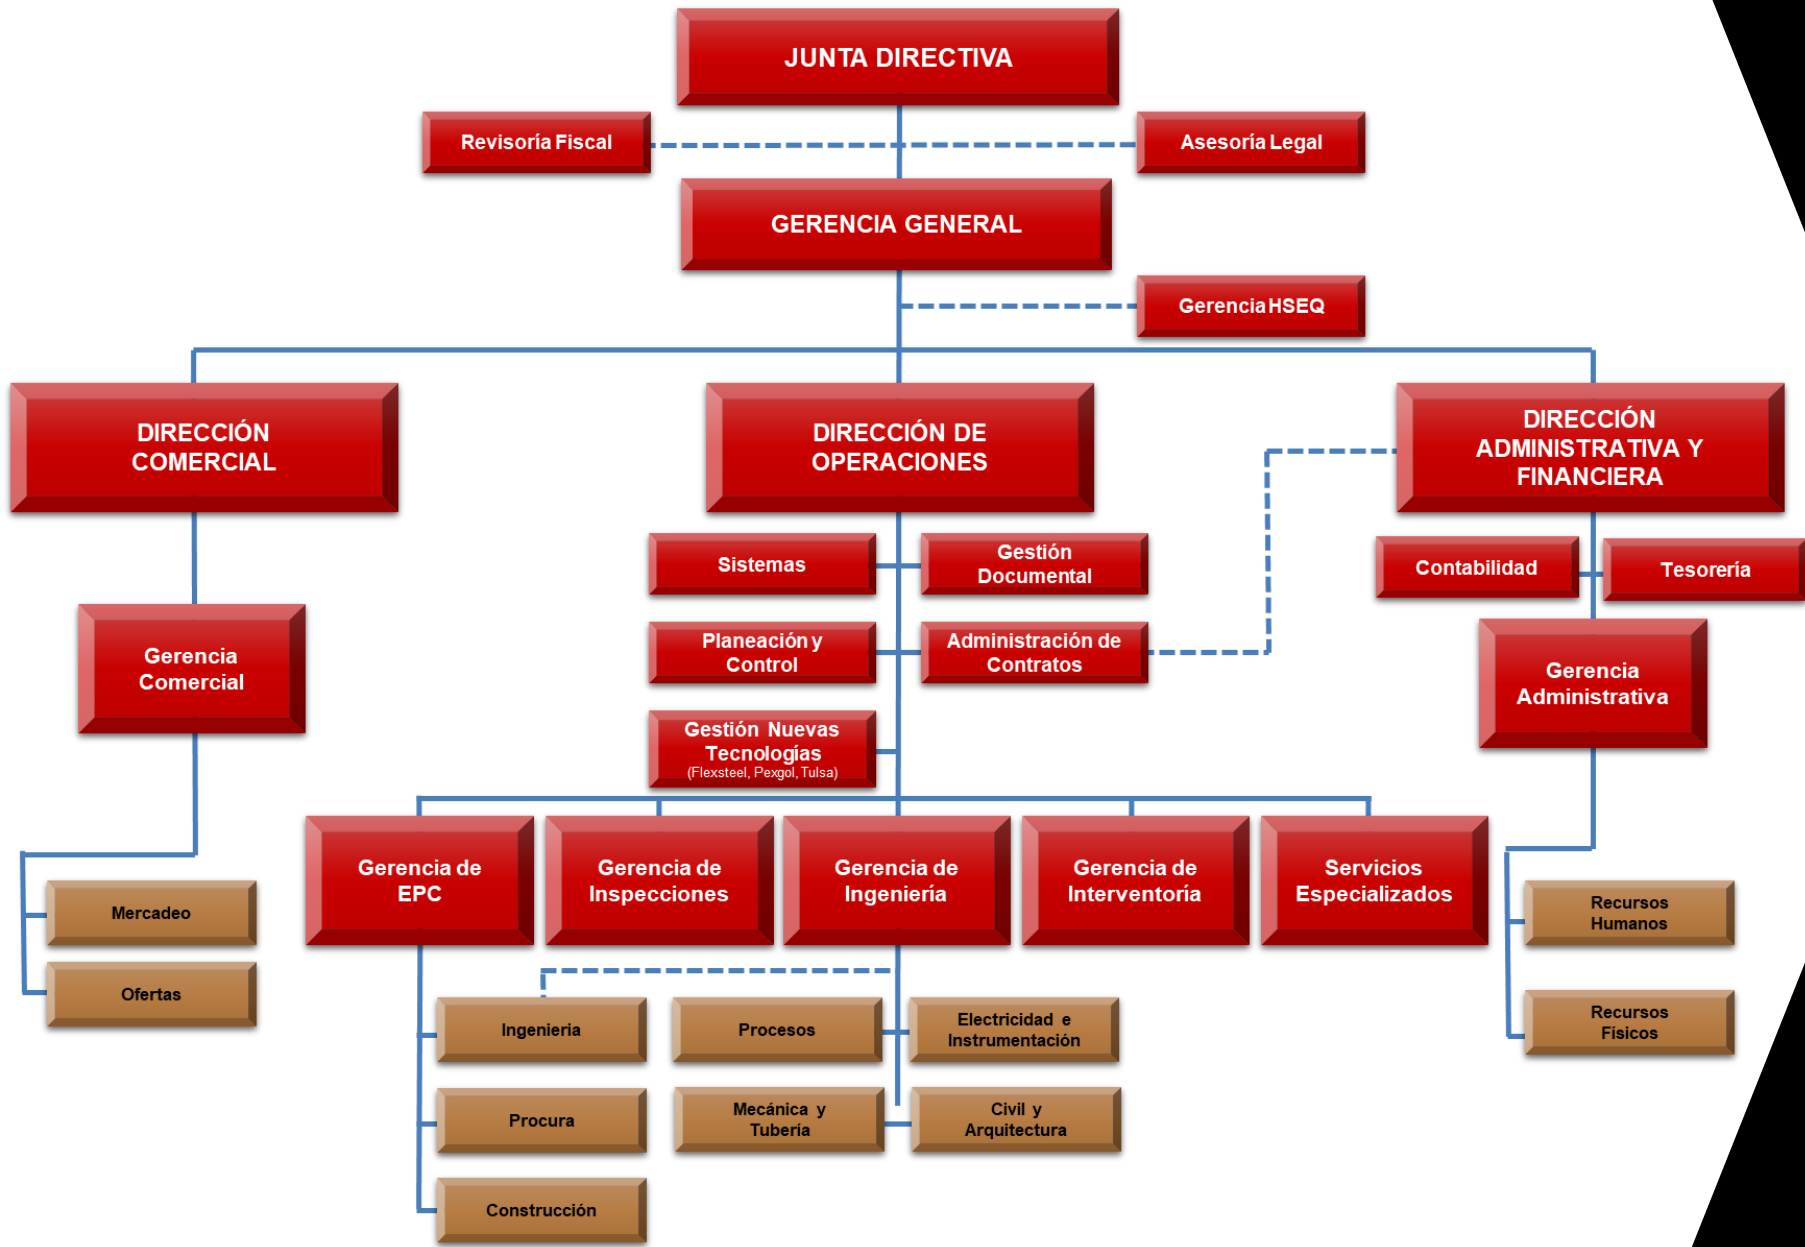 JUNTA DIRECTIVA
Revisoría Fiscal
Asesoría Legal
GERENCIA GENERAL
Gerencia HSEQ
DIRECCIÓN
COMERCIAL
DIRECCIÓN DE
OPERACIONES
DIRECCIÓN
ADMINISTRATIVA Y
FINANCIERA
Sistemas
Gestión
Documental
Contabilidad
Tesorería
Planeación y
Control
Administración de
Contratos
Gerencia
Comercial
Gerencia
Administrativa
Gestión Nuevas
Tecnologías
(Flexsteel, Pexgol, Tulsa)
Gerencia de
EPC
Gerencia de
Inspecciones
Gerencia de
Ingeniería
Gerencia de
Interventoría
Servicios
Especializados
Mercadeo
Ofertas
Recursos
Humanos
Recursos
Físicos
Ingenieria
Procesos
Electricidad e
Instrumentación
Procura
Mecánica y
Tubería
Civil y
Arquitectura
Construcción